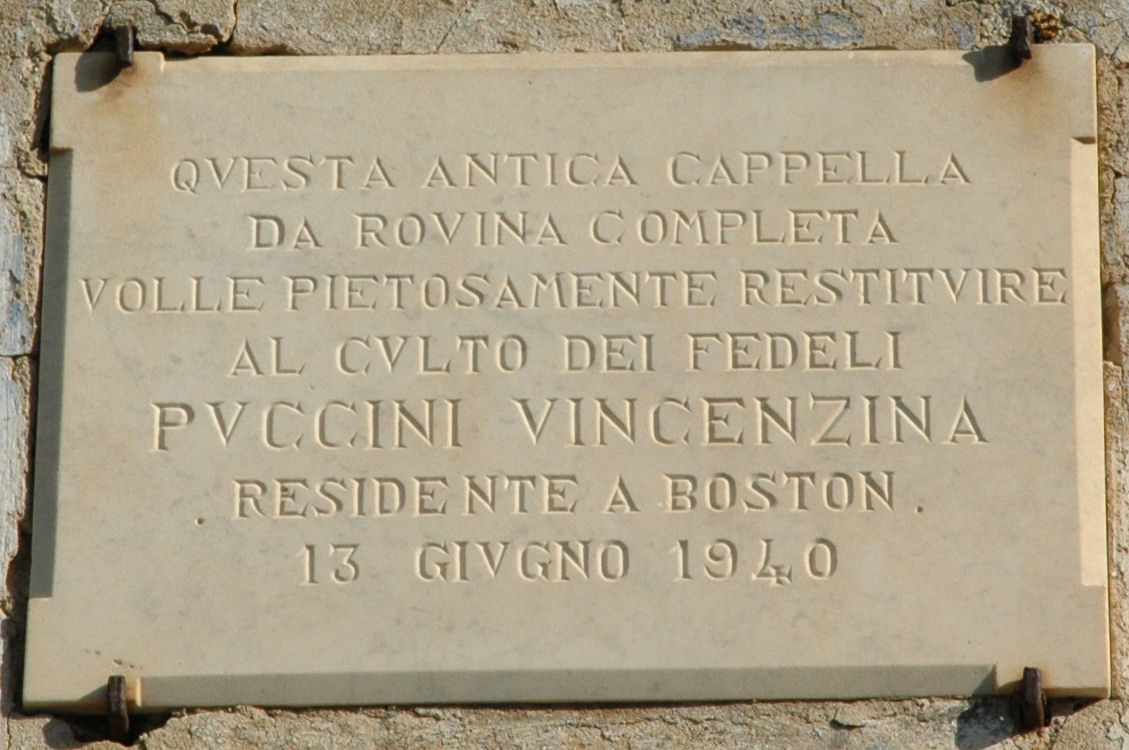 QVESTA ANTICA CAPPELLA
DA ROVINA COMPLETA
VOLLE PIETOSAMENTE RESTITVIRE
AL CVLTO DEI FEDELI
PVCCINI VINCENZINA
RESIDENTE A BOSTON.
13 GIVGNO 1940